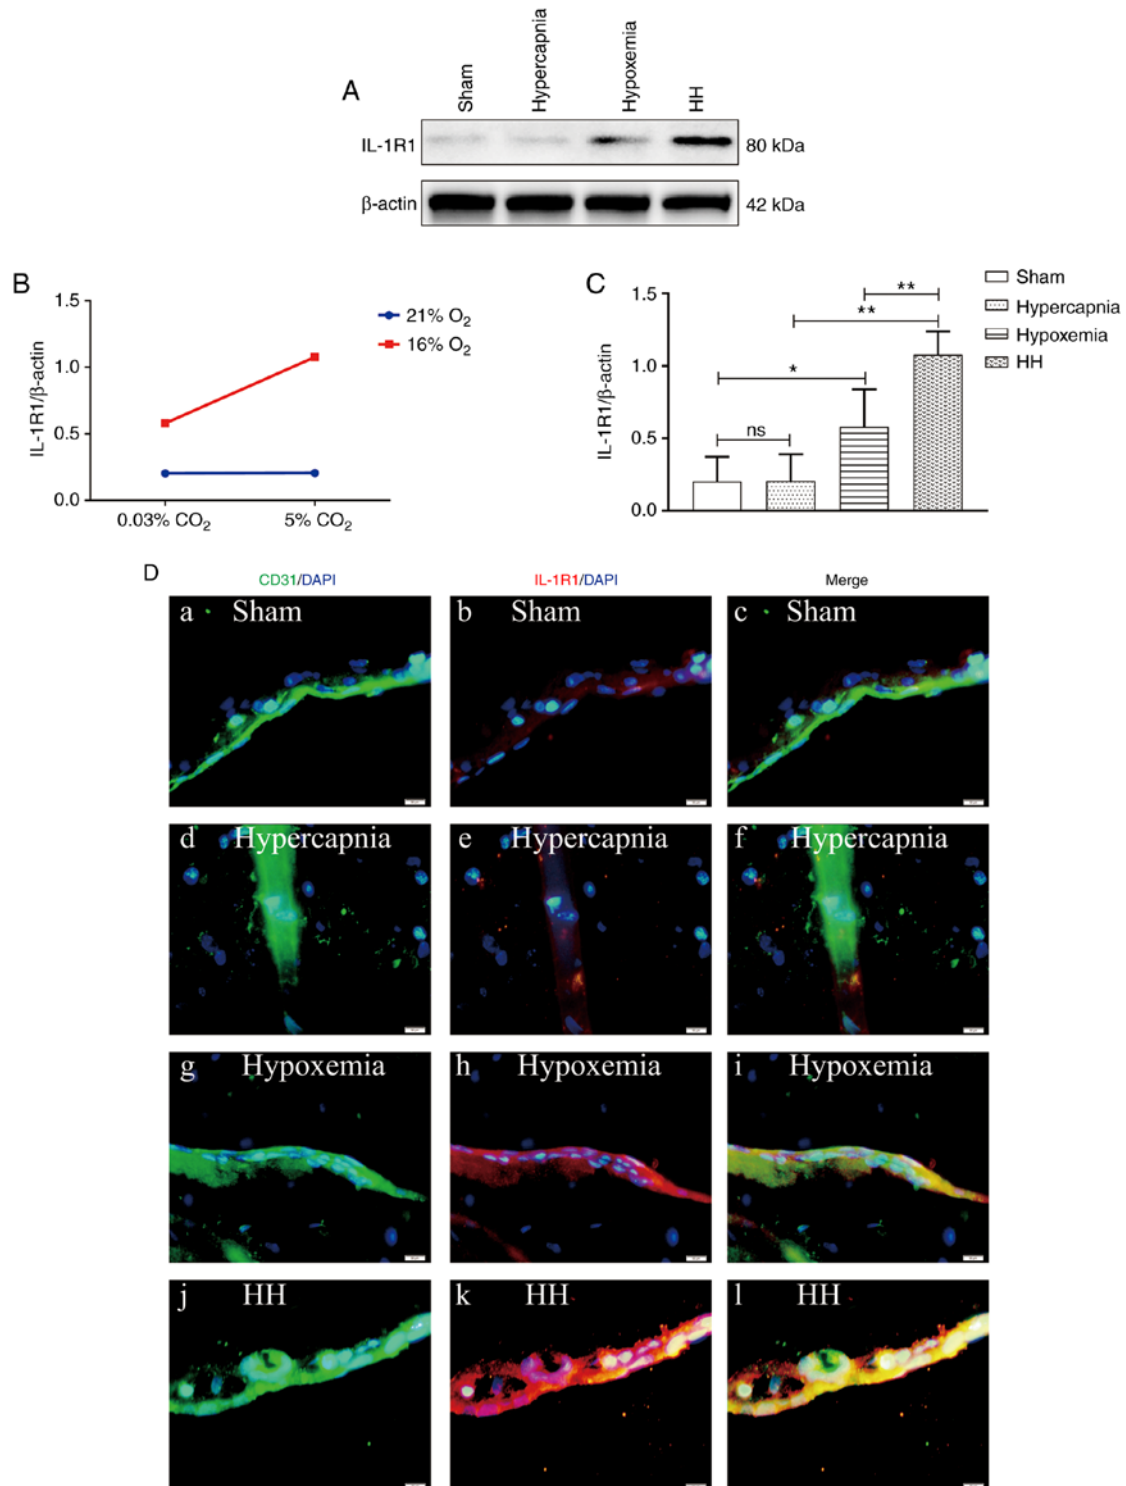 A
Sham
Hypercapnia
Hypoxemia
HH
IL-1R1
80 kDa
β-actin
42 kDa
B
IL-1R1/β-actin
1.5
1.0
0.5
0.0
0.03% CO₂
5% CO₂
21% O₂
16% O₂
C
IL-1R1/β-actin
1.5
1.0
0.5
0.0
ns
*
**
**
Sham
Hypercapnia
Hypoxemia
HH
D
CD31/DAPI
IL-1R1/DAPI
Merge
a Sham
b Sham
c Sham
d Hypercapnia
e Hypercapnia
f Hypercapnia
g Hypoxemia
h Hypoxemia
i Hypoxemia
j HH
k HH
l HH